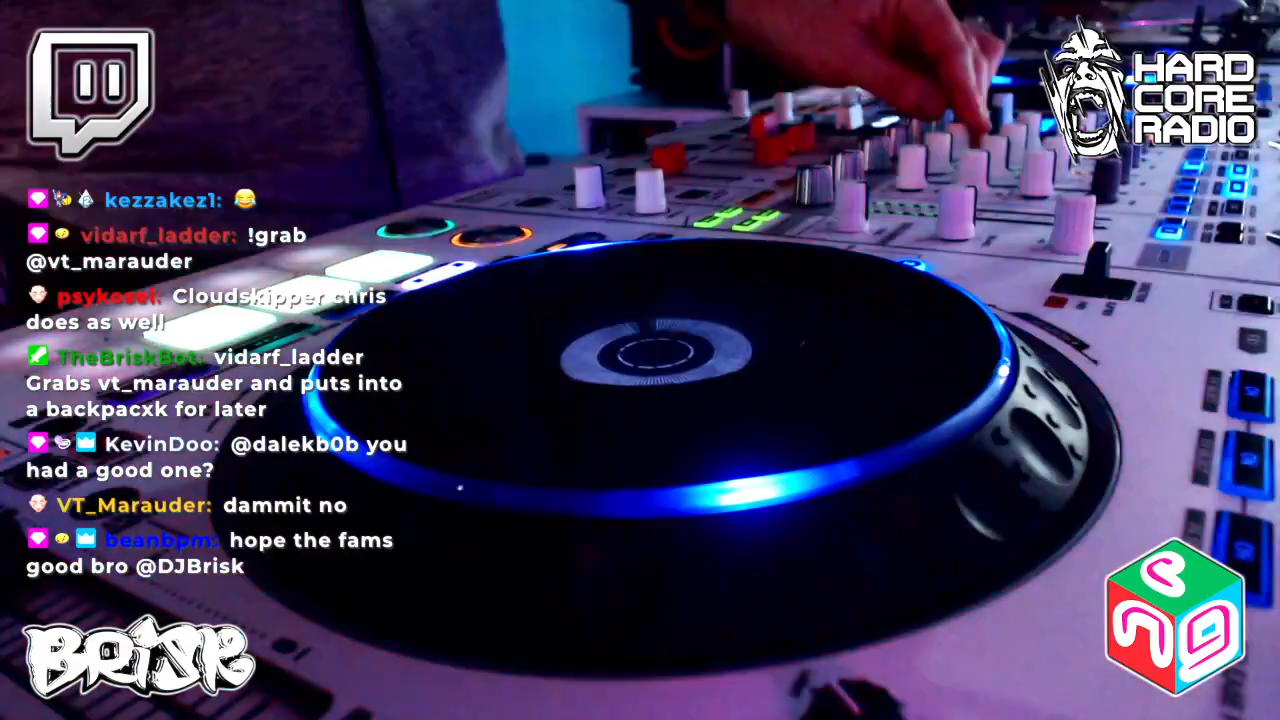 HARD
CORE
RADIO
kezzakez1: 😂
vidarf_ladder: !grab
@vt_marauder
psykosel: Cloudskipper chris
does as well
TheBriskBot: vidarf_ladder
Grabs vt_marauder and puts into
a backpacxk for later
KevinDoo: @dalekb0b you
had a good one?
VT_Marauder: dammit no
beanbpm: hope the fams
good bro @DJBrisk
BRISK